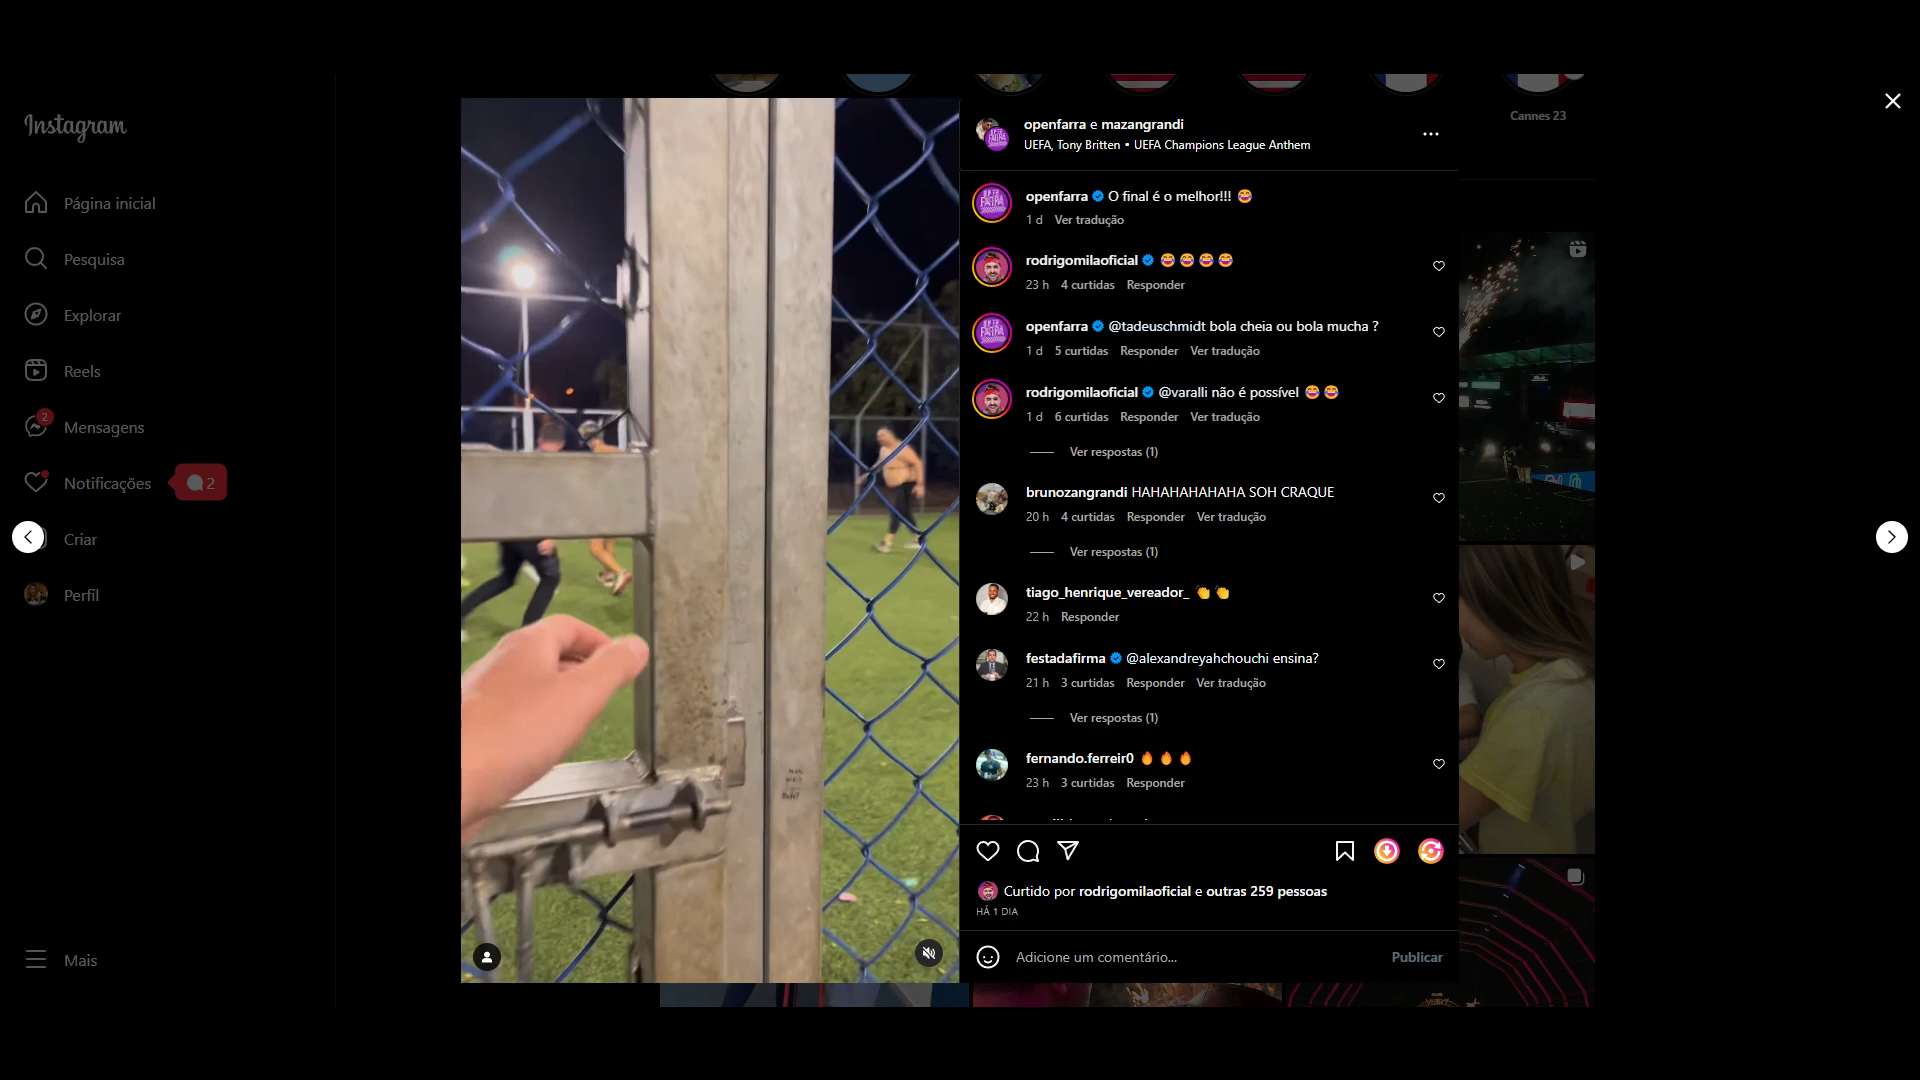 Instagram
Página inicial
Pesquisa
Explorar
Reels
2
Mensagens
Notificações
2
Criar
Perfil
Mais
Cannes 23
openfarra e mazangrandi
UEFA, Tony Britten • UEFA Champions League Anthem
openfarra O final é o melhor!!! 😂
1 d Ver tradução
rodrigomilaoficial 😂😂😂😂
23 h 4 curtidas Responder
openfarra @tadeuschmidt bola cheia ou bola mucha ?
1 d 5 curtidas Responder Ver tradução
rodrigomilaoficial @varalli não é possível 😂😂
1 d 6 curtidas Responder Ver tradução
Ver respostas (1)
brunozangrandi HAHAHAHAHAHA SOH CRAQUE
20 h 4 curtidas Responder Ver tradução
Ver respostas (1)
tiago_henrique_vereador_ 👏👏
22 h Responder
festadafirma @alexandreyahchouchi ensina?
21 h 3 curtidas Responder Ver tradução
Ver respostas (1)
fernando.ferreir0 🔥🔥🔥
23 h 3 curtidas Responder
Curtido por rodrigomilaoficial e outras 259 pessoas
HÁ 1 DIA
Adicione um comentário...
Publicar